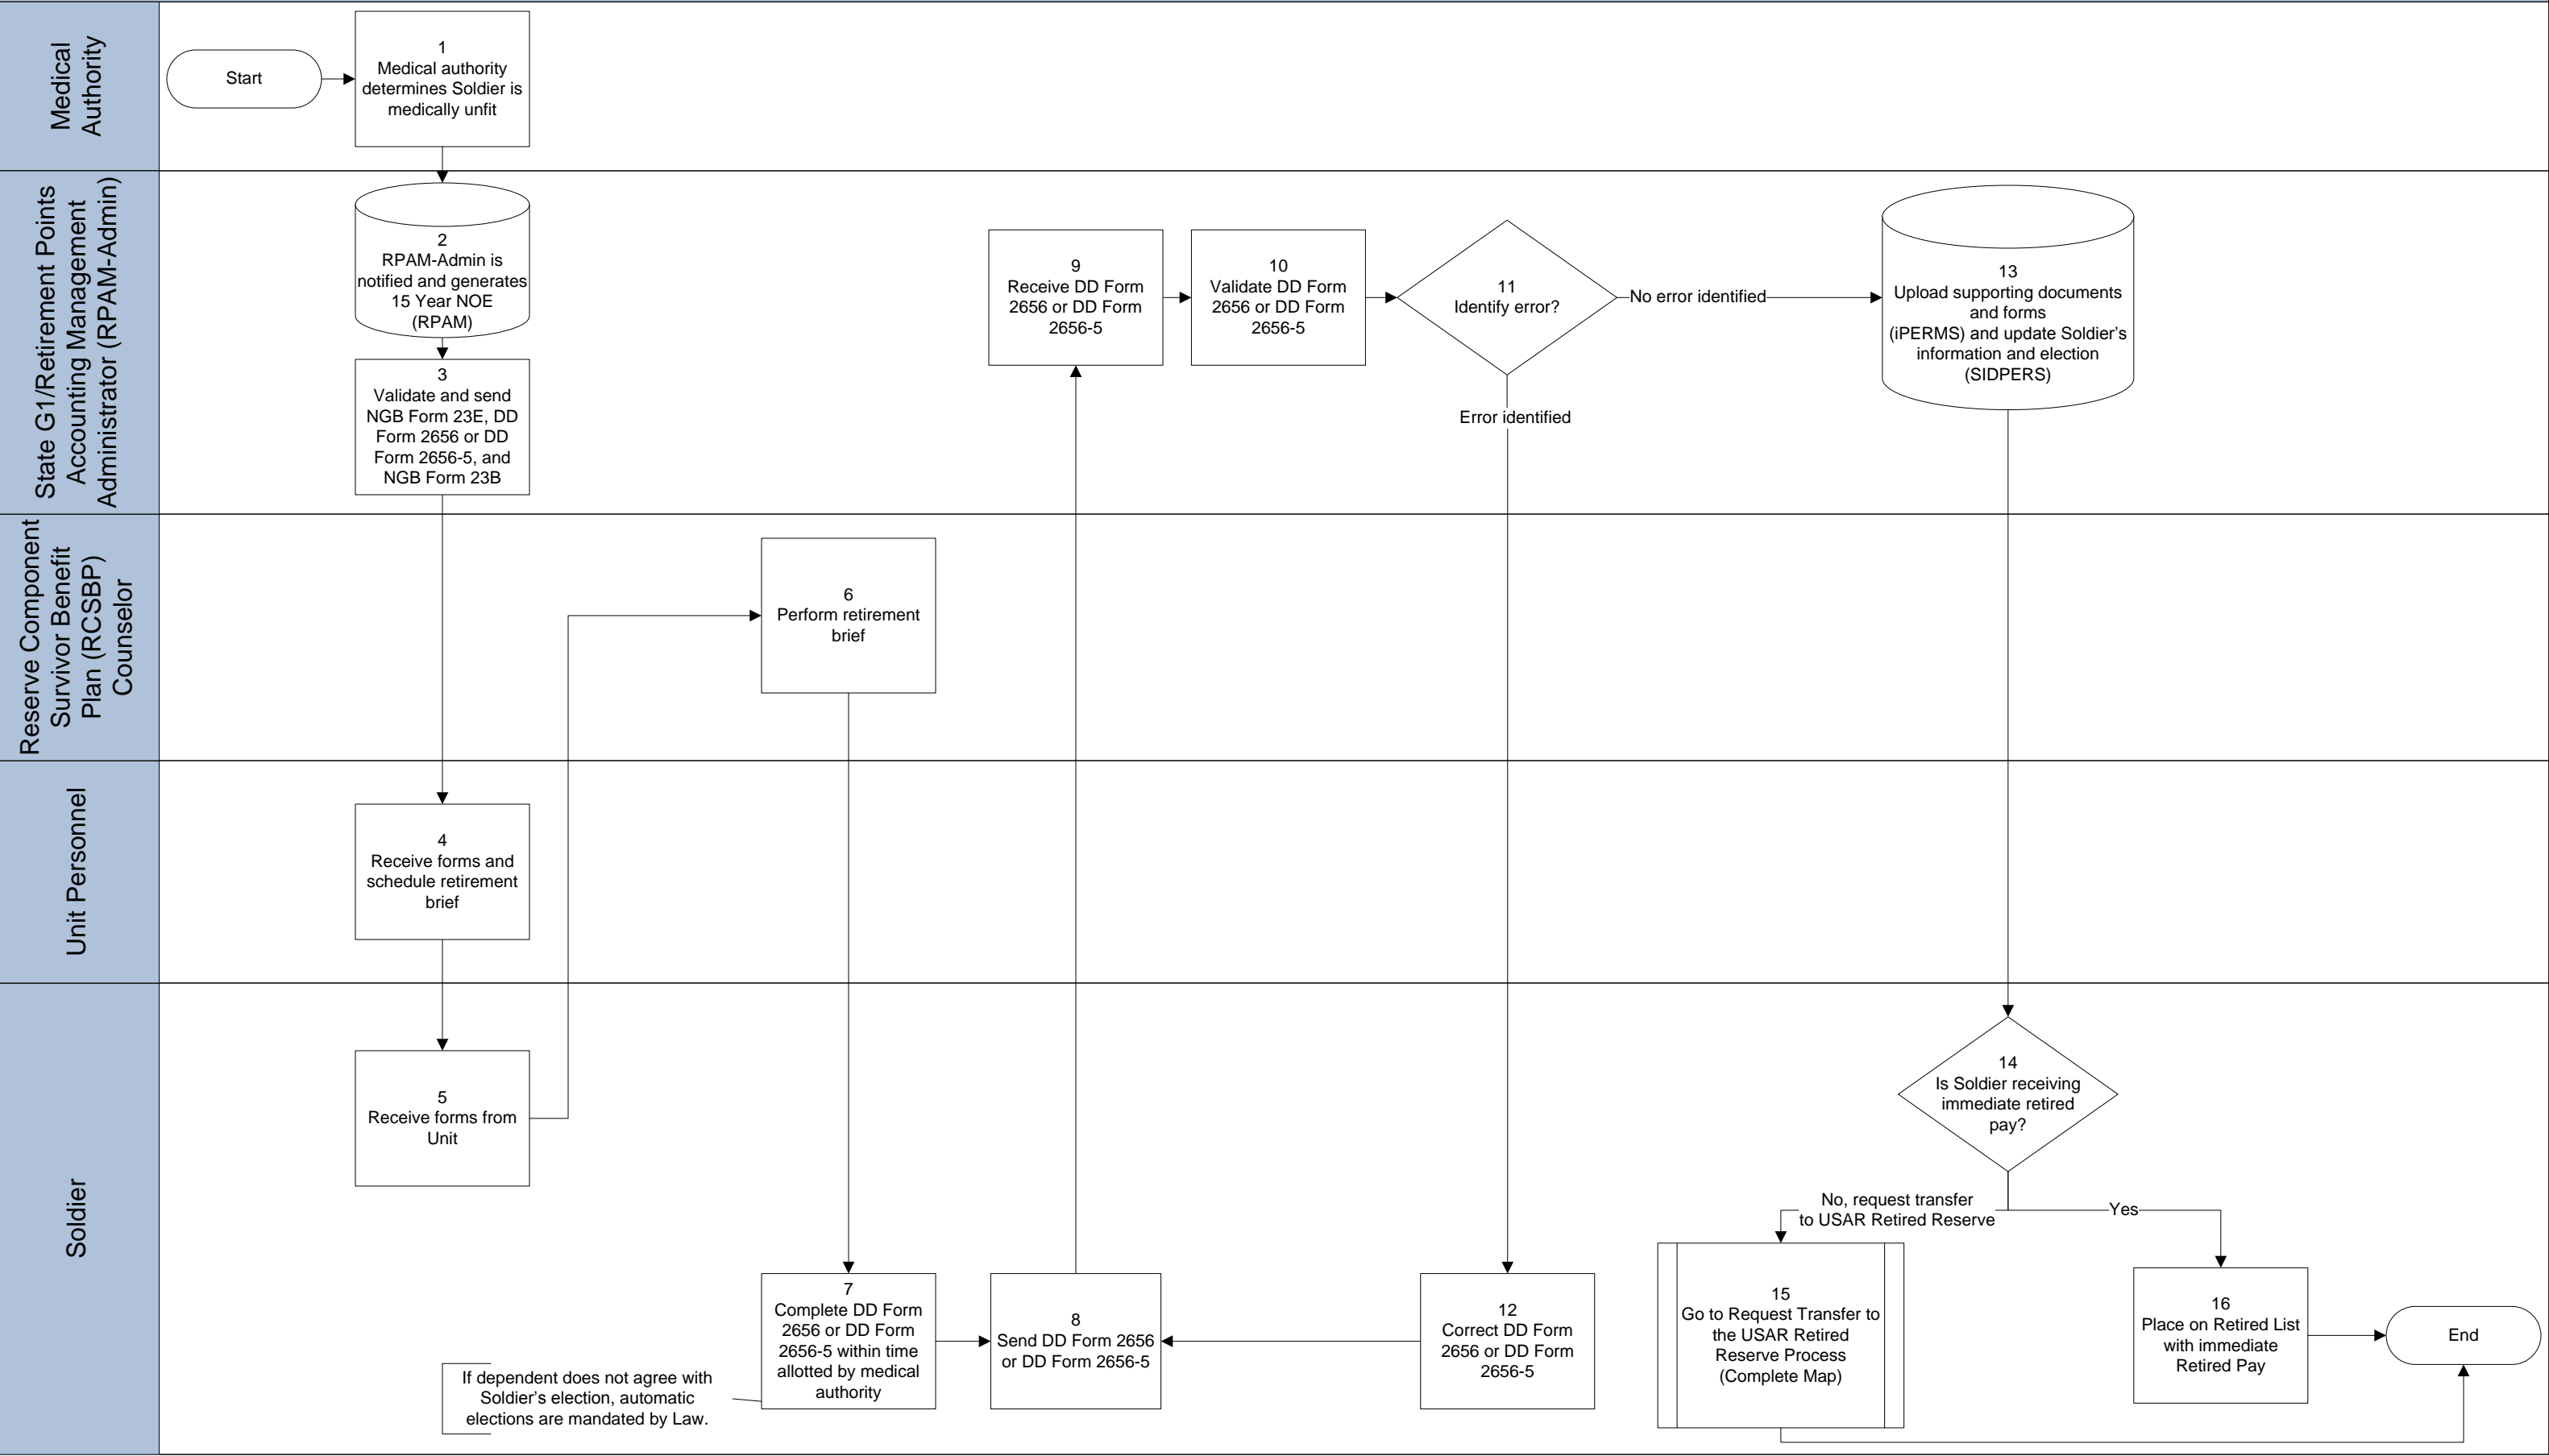 Medical
Authority
Start
1
Medical authority
determines Soldier is
medically unfit
State G1/Retirement Points
Accounting Management
Administrator (RPAM-Admin)
2
RPAM-Admin is
notified and generates
15 Year NOE
(RPAM)
3
Validate and send
NGB Form 23E, DD
Form 2656 or DD
Form 2656-5, and
NGB Form 23B
9
Receive DD Form
2656 or DD Form
2656-5
10
Validate DD Form
2656 or DD Form
2656-5
11
Identify error?
No error identified
Error identified
13
Upload supporting documents
and forms
(iPERMS) and update Soldier's
information and election
(SIDPERS)
Reserve Component
Survivor Benefit
Plan (RCSBP)
Counselor
6
Perform retirement
brief
Unit Personnel
4
Receive forms and
schedule retirement
brief
Soldier
5
Receive forms from
Unit
If dependent does not agree with
Soldier's election, automatic
elections are mandated by Law.
7
Complete DD Form
2656 or DD Form
2656-5 within time
allotted by medical
authority
8
Send DD Form 2656
or DD Form 2656-5
12
Correct DD Form
2656 or DD Form
2656-5
14
Is Soldier receiving
immediate retired
pay?
No, request transfer
to USAR Retired Reserve
Yes
15
Go to Request Transfer to
the USAR Retired
Reserve Process
(Complete Map)
16
Place on Retired List
with immediate
Retired Pay
End